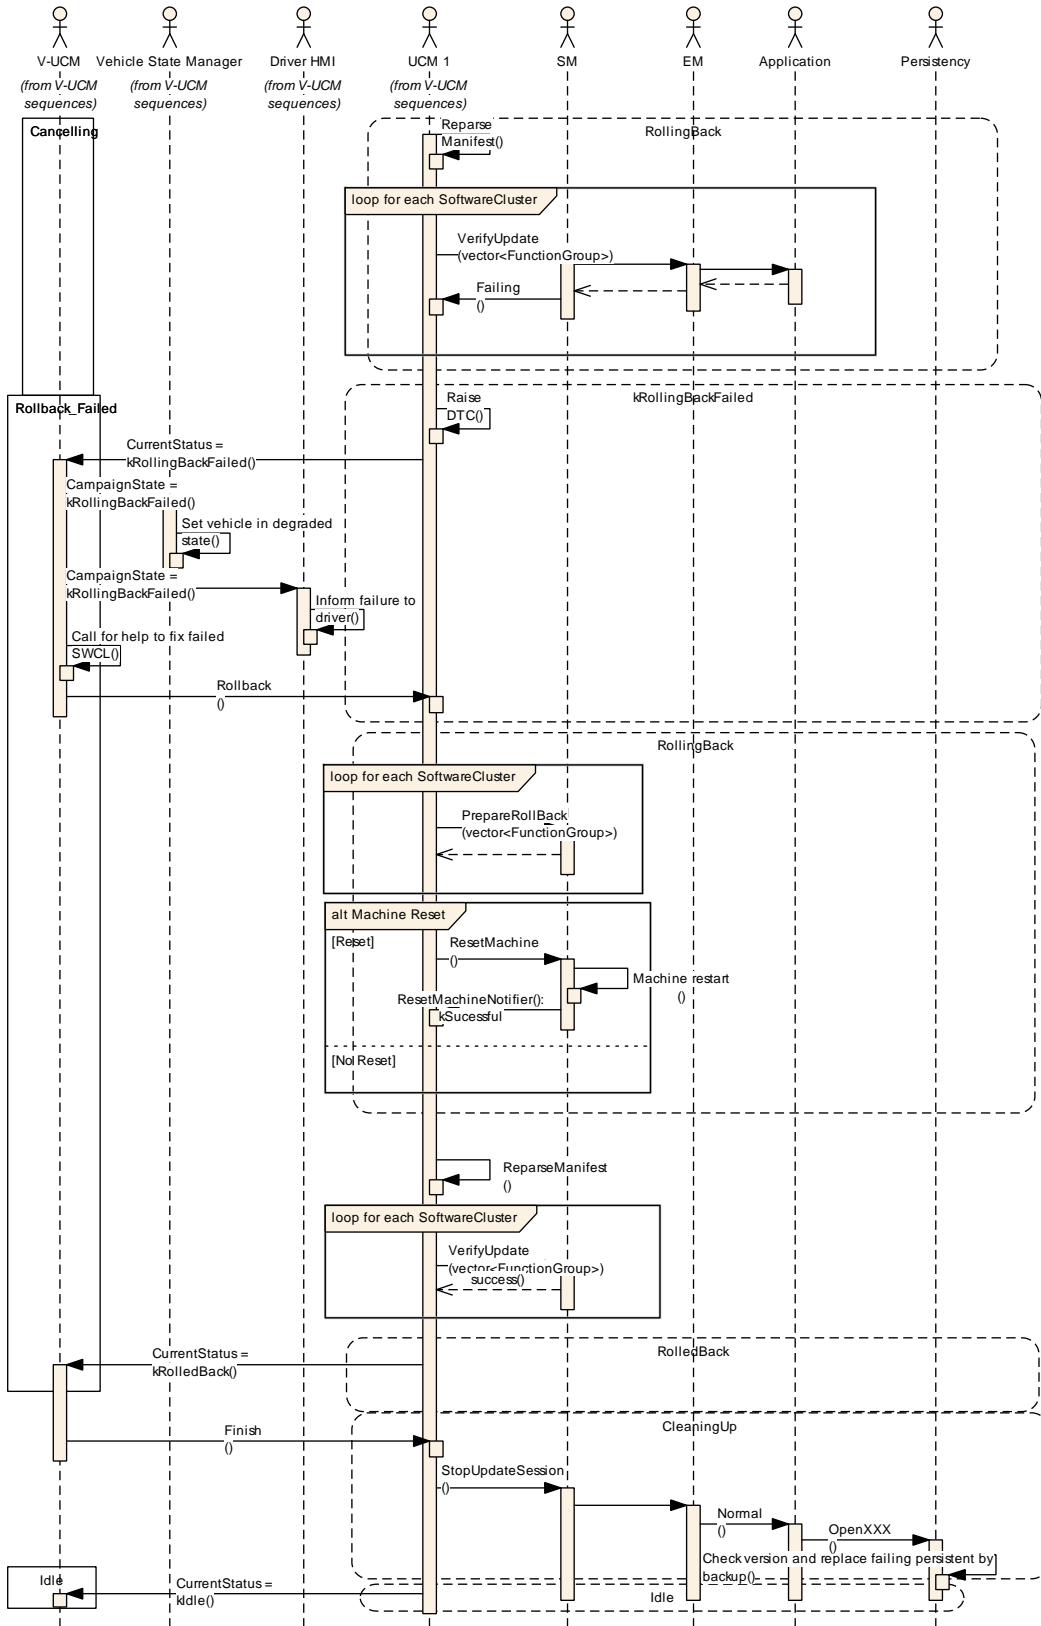 V-UCM
Vehicle State Manager
Driver HMI
UCM 1
SM
EM
Application
Persistency
(from V-UCM
sequences)
(from V-UCM
sequences)
(from V-UCM
sequences)
(from V-UCM
sequences)
Cancelling
RollingBack
Reparse
Manifest()
loop for each SoftwareCluster
VerifyUpdate
(vector<FunctionGroup>)
Failing
()
Rollback_Failed
kRollingBackFailed
Raise
DTC()
CurrentStatus =
kRollingBackFailed()
CampaignState =
kRollingBackFailed()
Set vehicle in degraded
state()
CampaignState =
kRollingBackFailed()
Inform failure to
driver()
Call for help to fix failed
SWCL()
Rollback
()
RollingBack
loop for each SoftwareCluster
PrepareRollBack
(vector<FunctionGroup>)
alt Machine Reset
[Reset]
ResetMachine
()
Machine restart
()
ResetMachineNotifier():
kSucessful
[No Reset]
ReparseManifest
()
loop for each SoftwareCluster
VerifyUpdate
(vector<FunctionGroup>)
success()
RolledBack
CurrentStatus =
kRolledBack()
CleaningUp
Finish
()
StopUpdateSession
()
Normal
()
OpenXXX
()
Check version and replace failing persistent by
backup()
Idle
CurrentStatus =
kIdle()
Idle